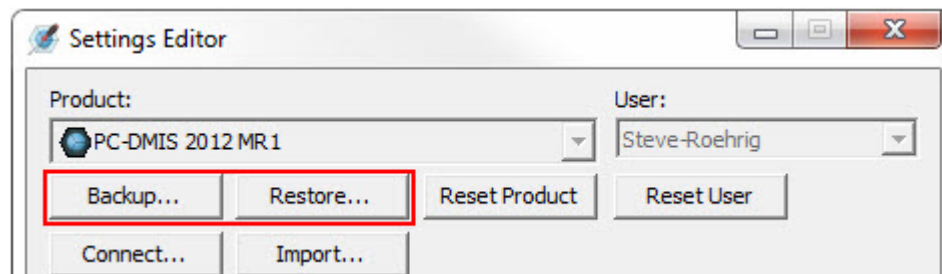 Settings Editor
Product: User:
PC-DMIS 2012 MR1 Steve-Roehrig
Backup... Restore... Reset Product Reset User
Connect... Import...